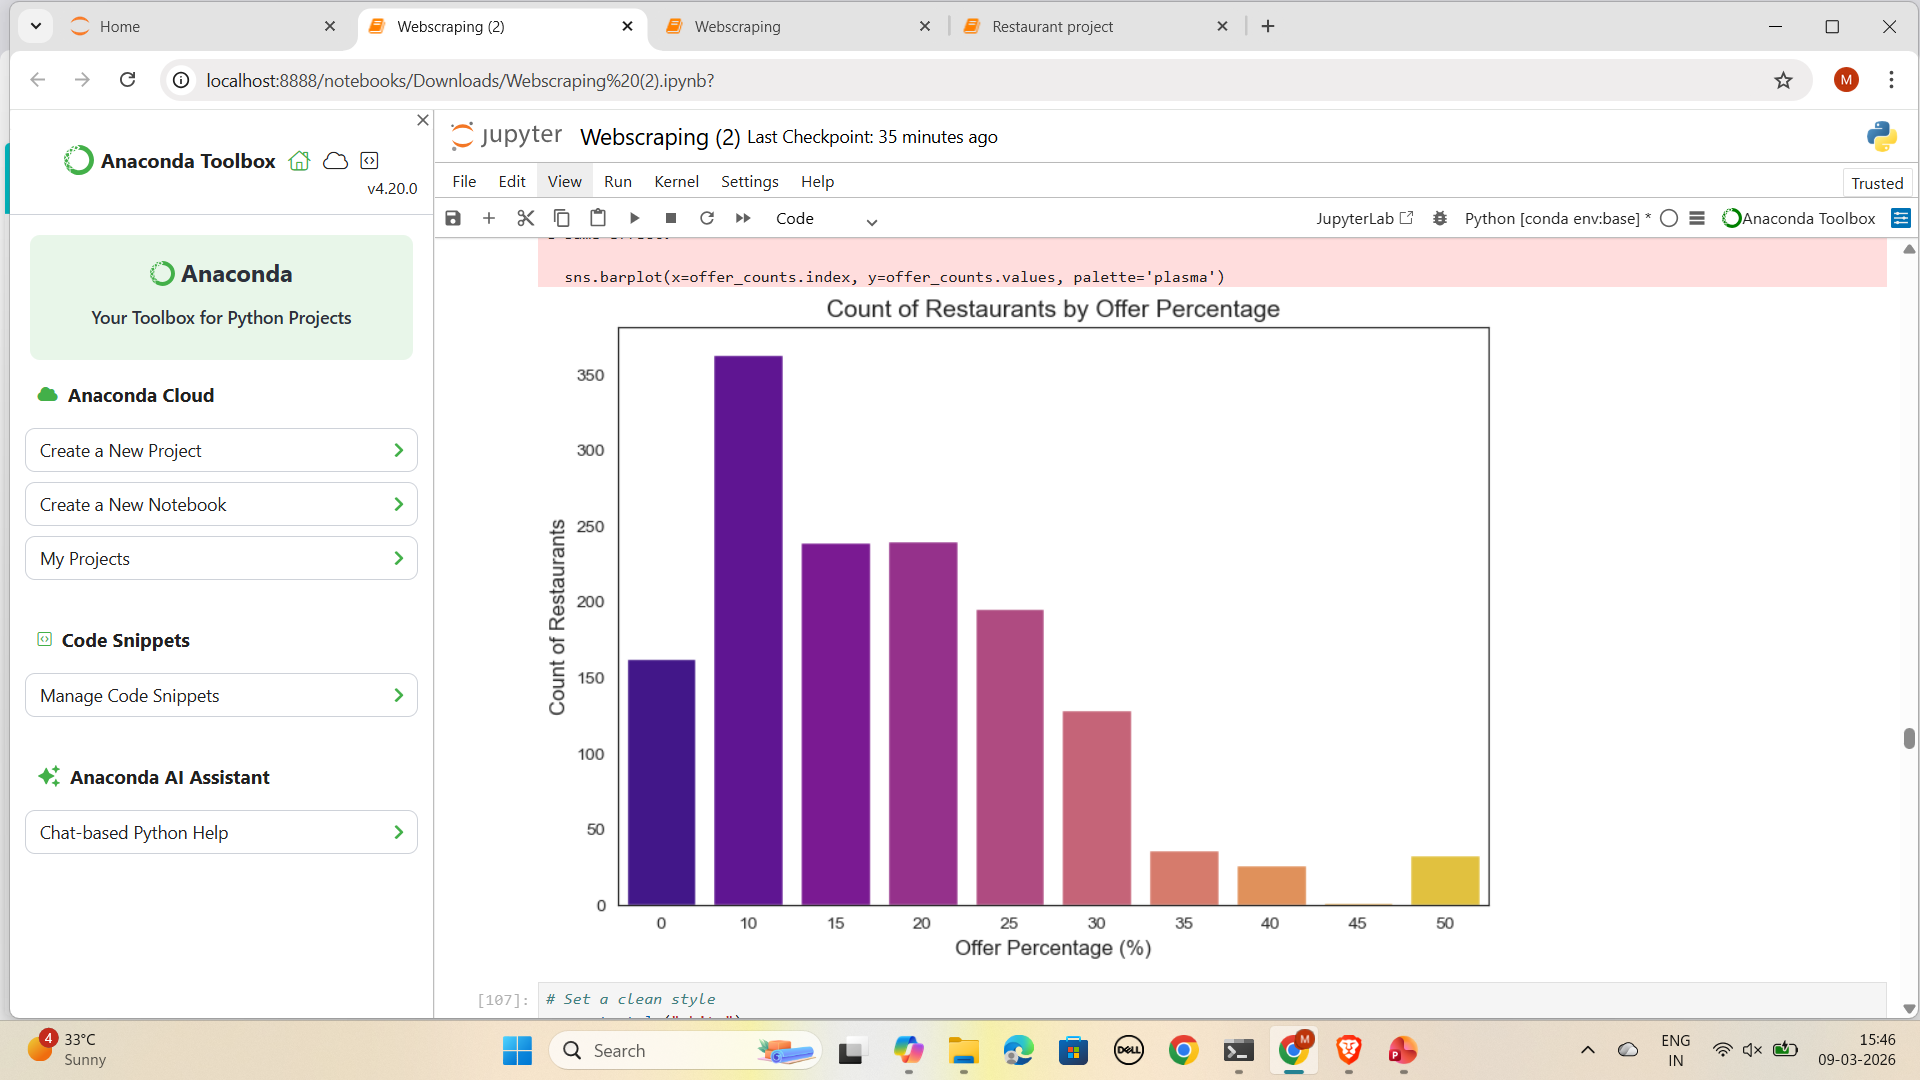 Home
Webscraping (2)
Webscraping
Restaurant project
localhost:8888/notebooks/Downloads/Webscraping%20(2).ipynb?
M
Anaconda Toolbox
v4.20.0
Anaconda
Your Toolbox for Python Projects
Anaconda Cloud
Create a New Project
Create a New Notebook
My Projects
Code Snippets
Manage Code Snippets
Anaconda AI Assistant
Chat-based Python Help
jupyter Webscraping (2) Last Checkpoint: 35 minutes ago
File Edit View Run Kernel Settings Help
Trusted
Code
JupyterLab
Python [conda env:base] *
Anaconda Toolbox
sns.barplot(x=offer_counts.index, y=offer_counts.values, palette='plasma')
Count of Restaurants by Offer Percentage
Count of Restaurants
350
300
250
200
150
100
50
0
0 10 15 20 25 30 35 40 45 50
Offer Percentage (%)
[107]:
# Set a clean style
4
33°C
Sunny
Search
DELL
M
P
ENG
IN
15:46
09-03-2026